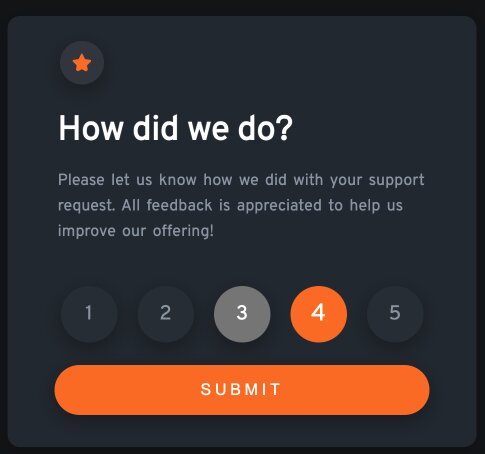 How did we do?
Please let us know how we did with your support
request. All feedback is appreciated to help us
improve our offering!
1 2 3 4 5
SUBMIT